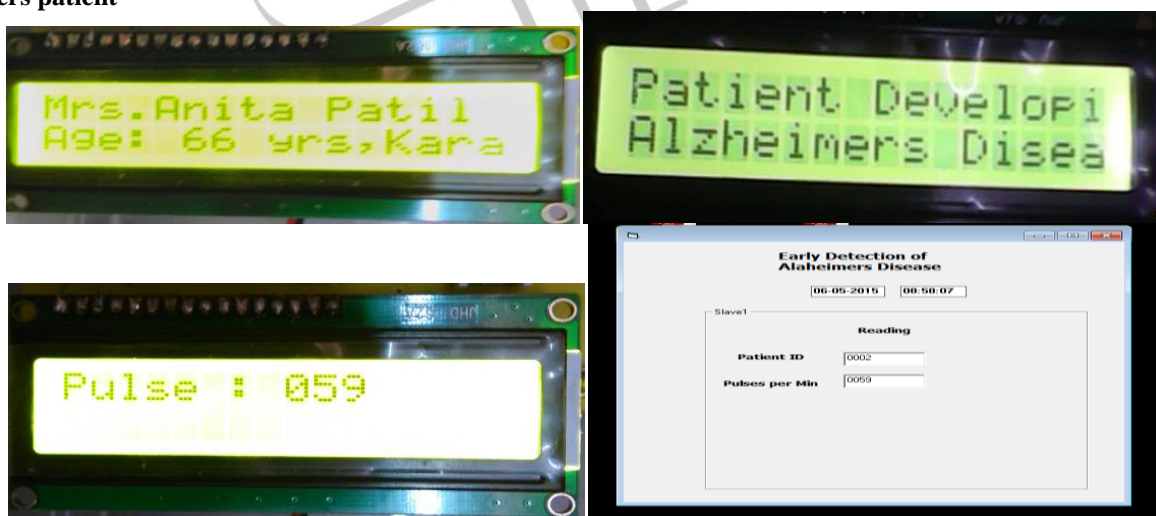 ers patient
Mrs.Anita Patil
Age: 66 yrs,Kara
Patient Developi
Alzheimers Disea
Pulse : 059
Early Detection of
Alaheimers Disease
06-05-2015 08:50:07
Slave1
Reading
Patient ID 0002
Pulses per Min 0059